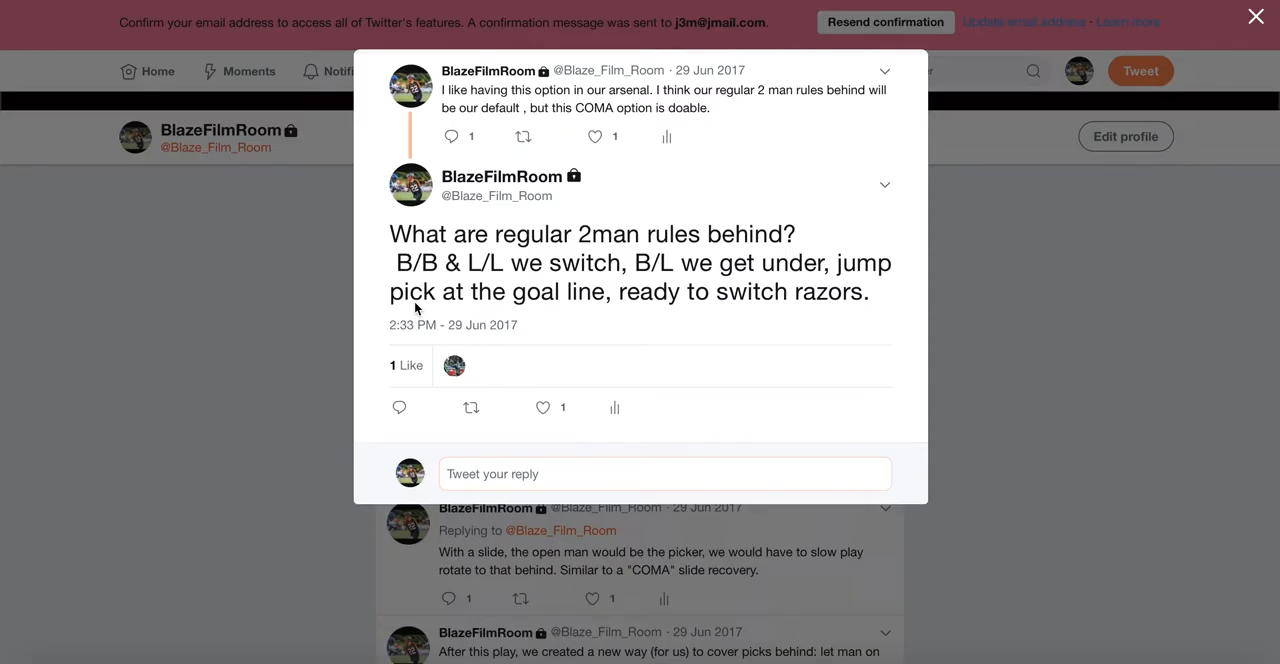 Confirm your email address to access all of Twitter's features. A confirmation message was sent to j3m@jmail.com.
Resend confirmation
Update email address · Learn more
Home
Moments
Notifi
er
Tweet
BlazeFilmRoom
@Blaze_Film_Room
Edit profile
BlazeFilmRoom @Blaze_Film_Room · 29 Jun 2017
I like having this option in our arsenal. I think our regular 2 man rules behind will
be our default , but this COMA option is doable.
1
1
BlazeFilmRoom
@Blaze_Film_Room
What are regular 2man rules behind?
B/B & L/L we switch, B/L we get under, jump
pick at the goal line, ready to switch razors.
2:33 PM - 29 Jun 2017
1 Like
1
Tweet your reply
BlazeFilmRoom @Blaze_Film_Room · 29 Jun 2017
Replying to @Blaze_Film_Room
With a slide, the open man would be the picker, we would have to slow play
rotate to that behind. Similar to a "COMA" slide recovery.
1
1
BlazeFilmRoom @Blaze_Film_Room · 29 Jun 2017
After this play, we created a new way (for us) to cover picks behind: let man on